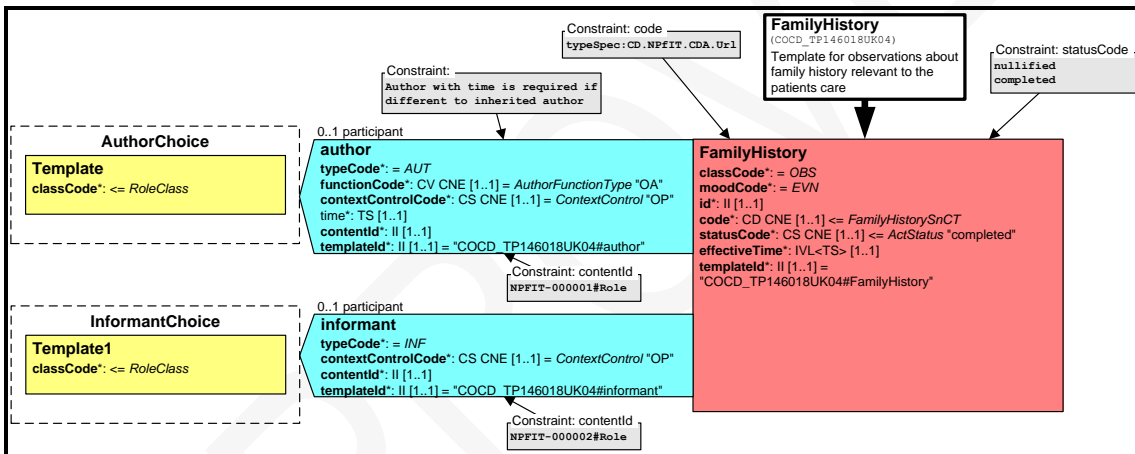 FamilyHistory
(COCD_TP146018UK04)
Template for observations about
family history relevant to the
patients care
Constraint: code
typeSpec:CD.NPfIT.CDA.Url
Constraint: statusCode
nullified
completed
Constraint:
Author with time is required if
different to inherited author
AuthorChoice
Template
classCode*: <= RoleClass
0..1 participant
author
typeCode*: = AUT
functionCode*: CV CNE [1..1] = AuthorFunctionType "OA"
contextControlCode*: CS CNE [1..1] = ContextControl "OP"
time*: TS [1..1]
contentId*: II [1..1]
templateId*: II [1..1] = "COCD_TP146018UK04#author"
Constraint: contentId
NPFIT-000001#Role
FamilyHistory
classCode*: = OBS
moodCode*: = EVN
id*: II [1..1]
code*: CD CNE [1..1] <= FamilyHistorySnCT
statusCode*: CS CNE [1..1] <= ActStatus "completed"
effectiveTime*: IVL<TS> [1..1]
templateId*: II [1..1] =
"COCD_TP146018UK04#FamilyHistory"
InformantChoice
Template1
classCode*: <= RoleClass
0..1 participant
informant
typeCode*: = INF
contextControlCode*: CS CNE [1..1] = ContextControl "OP"
contentId*: II [1..1]
templateId*: II [1..1] = "COCD_TP146018UK04#informant"
Constraint: contentId
NPFIT-000002#Role